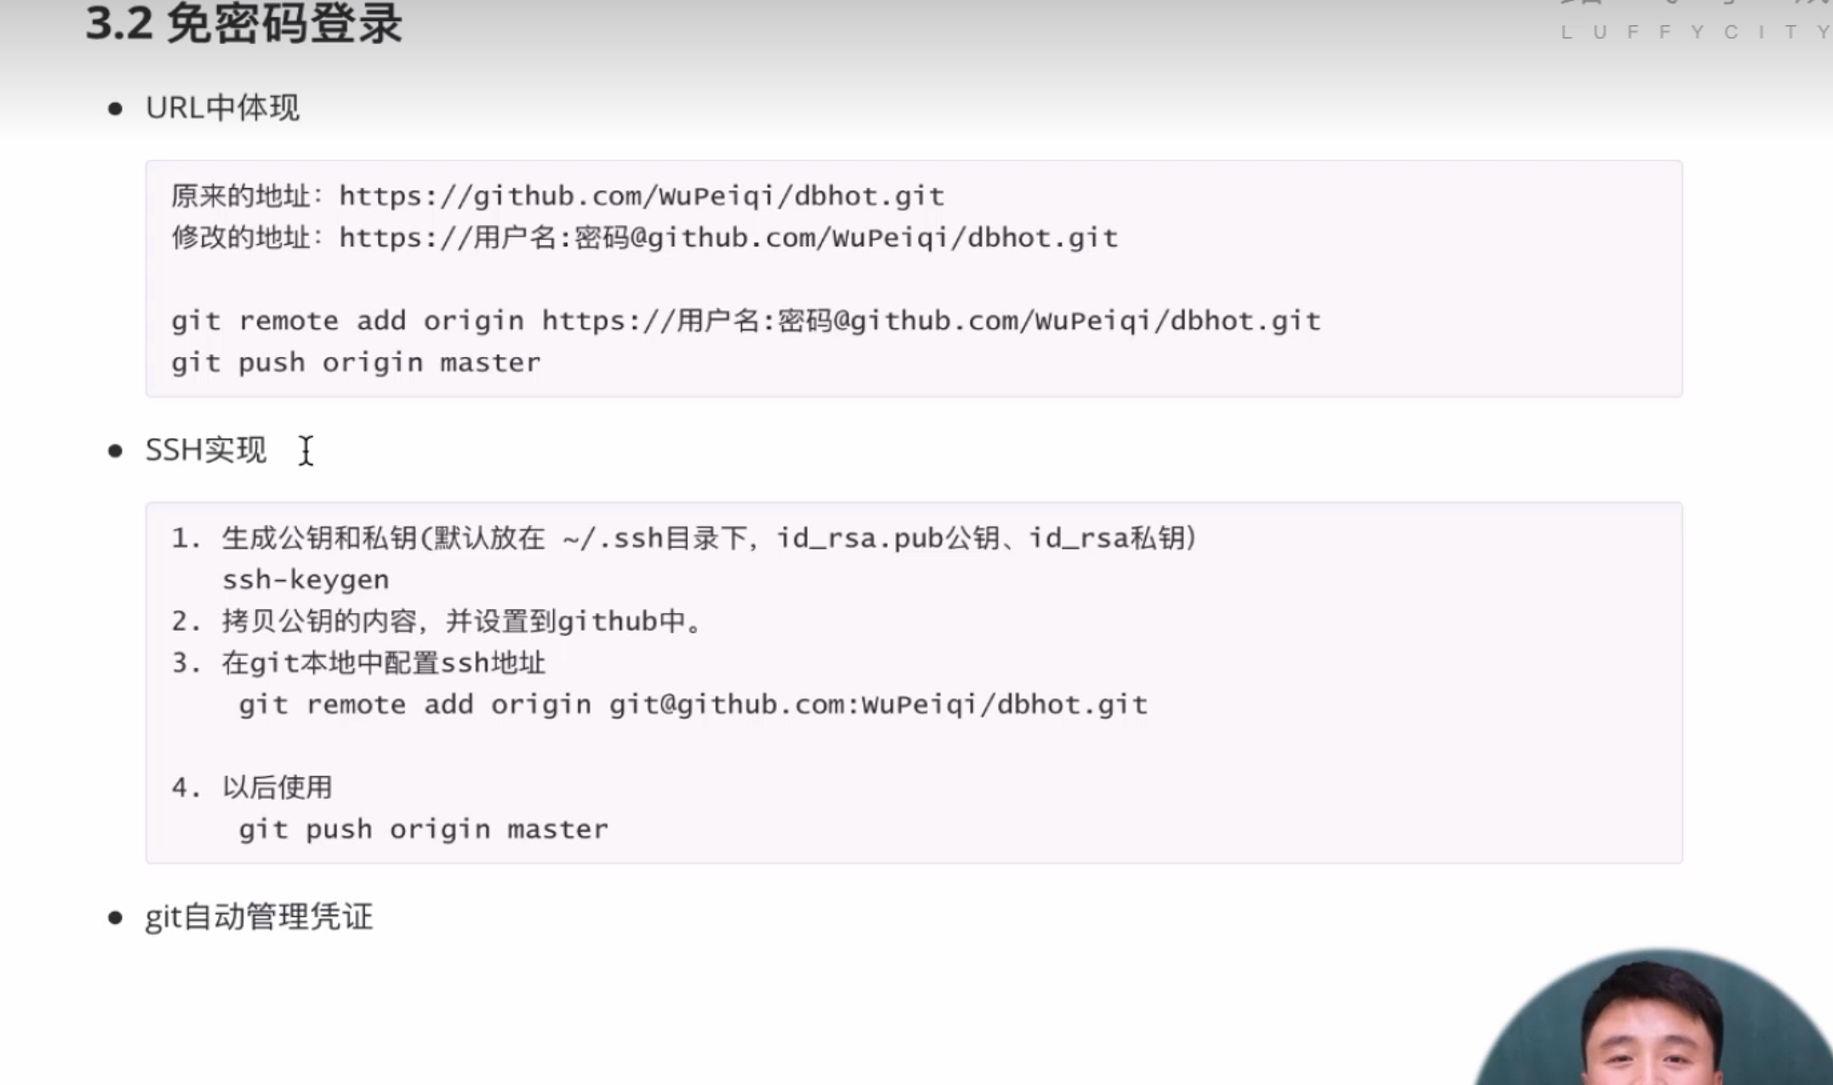 3.2 免密码登录
LUFFYCITY
URL中体现
原来的地址：https://github.com/WuPeiqi/dbhot.git
修改的地址：https://用户名:密码@github.com/WuPeiqi/dbhot.git
git remote add origin https://用户名:密码@github.com/WuPeiqi/dbhot.git
git push origin master
SSH实现
1. 生成公钥和私钥(默认放在 ~/.ssh目录下，id_rsa.pub公钥、id_rsa私钥）
ssh-keygen
2. 拷贝公钥的内容，并设置到github中。
3. 在git本地中配置ssh地址
git remote add origin git@github.com:WuPeiqi/dbhot.git
4. 以后使用
git push origin master
git自动管理凭证